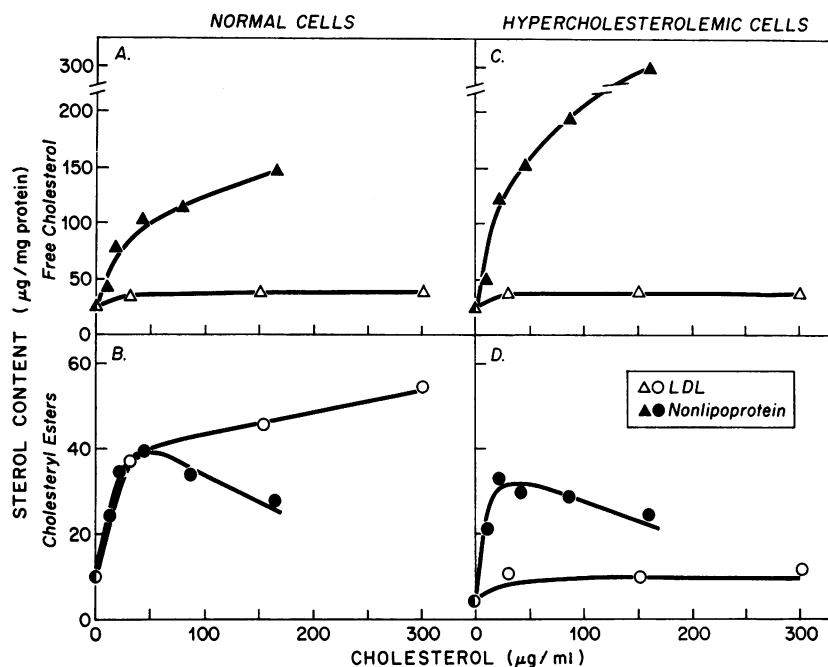 NORMAL CELLS
HYPERCHOLESTEROLEMIC CELLS
A.
C.
300
200
150
100
50
0
Free Cholesterol
STEROL CONTENT (μg/mg protein)
B.
D.
60
40
20
0
Cholesteryl Esters
LDL
Nonlipoprotein
0 100 200 300
0 100 200 300
CHOLESTEROL (μg/ml)